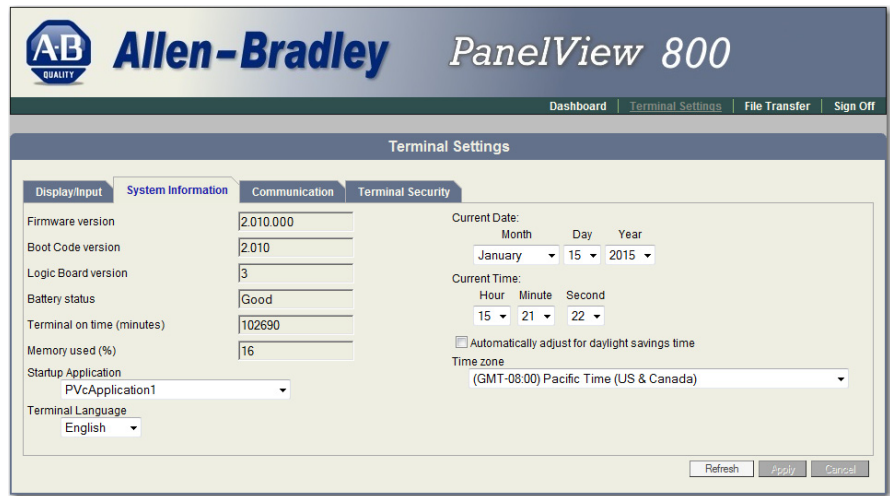 A·B
QUALITY
Allen-Bradley
PanelView 800
Dashboard | Terminal Settings | File Transfer | Sign Off
Terminal Settings
Display/Input System Information Communication Terminal Security
Firmware version 2.010.000
Boot Code version 2.010
Logic Board version 3
Battery status Good
Terminal on time (minutes) 102690
Memory used (%) 16
Startup Application
PVcApplication1
Terminal Language
English
Current Date:
Month Day Year
January 15 2015
Current Time:
Hour Minute Second
15 21 22
Automatically adjust for daylight savings time
Time zone
(GMT-08:00) Pacific Time (US & Canada)
Refresh Apply Cancel